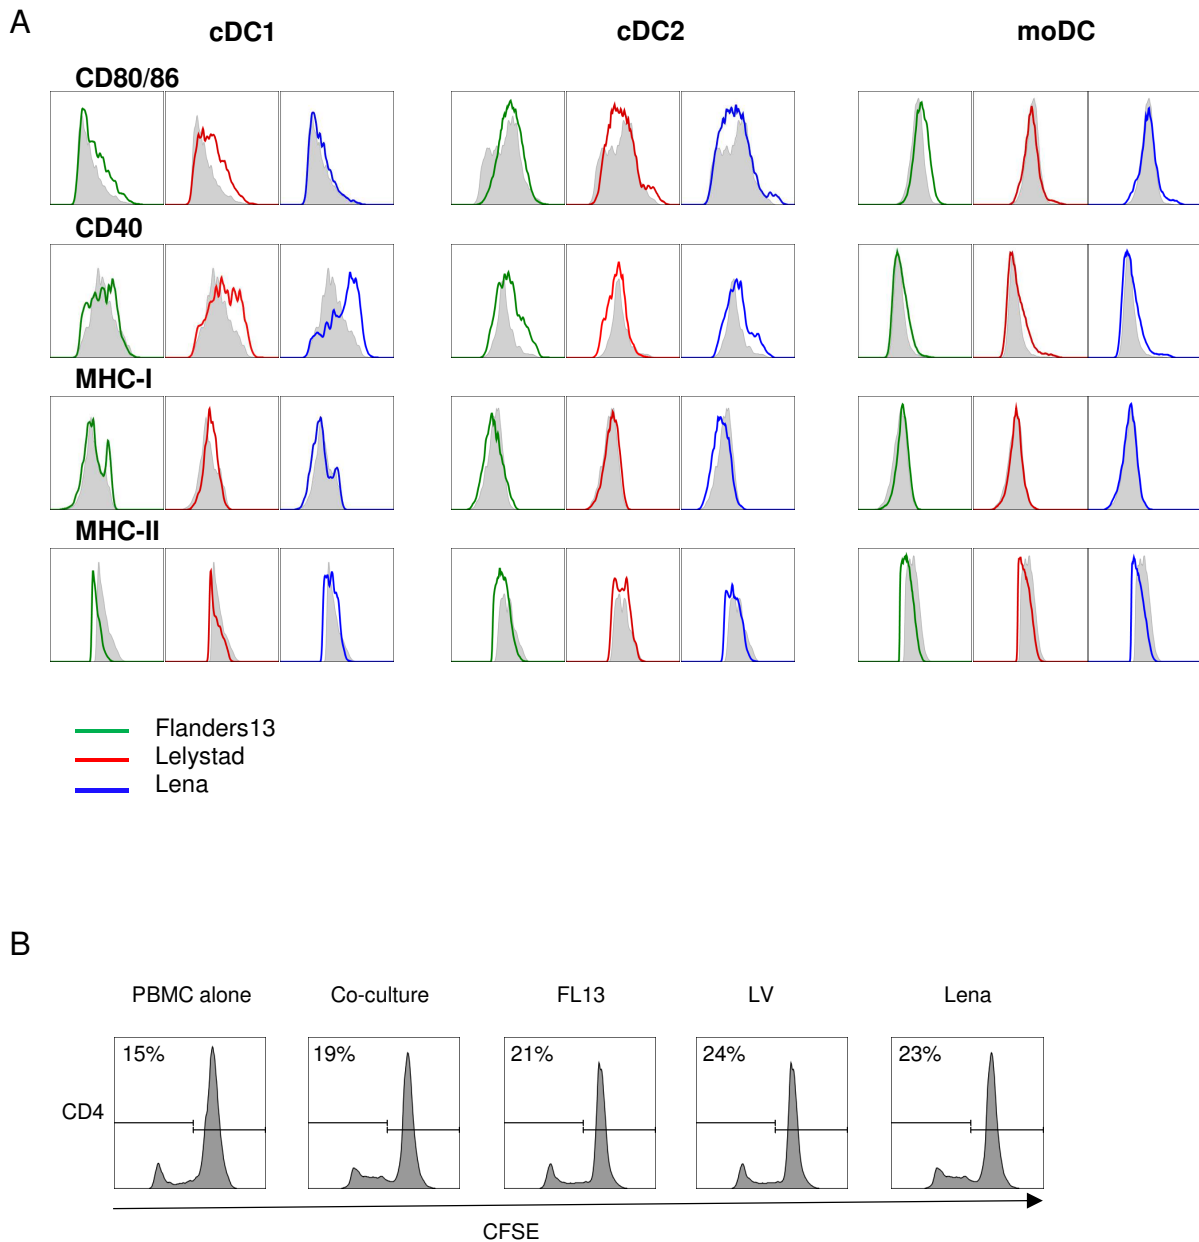 A
cDC1 cDC2 moDC
CD80/86
CD40
MHC-I
MHC-II
Flanders13
Lelystad
Lena
B
PBMC alone Co-culture FL13 LV Lena
15% 19% 21% 24% 23%
CD4
CFSE